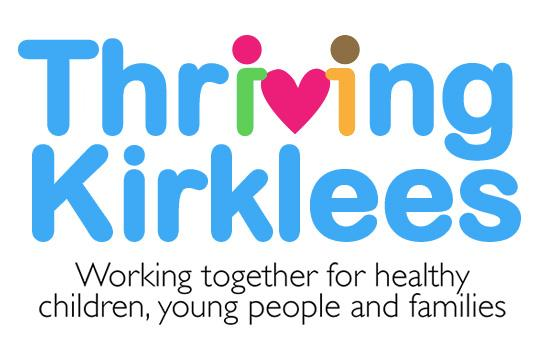 Thriving
Kirklees
Working together for healthy
children, young people and families